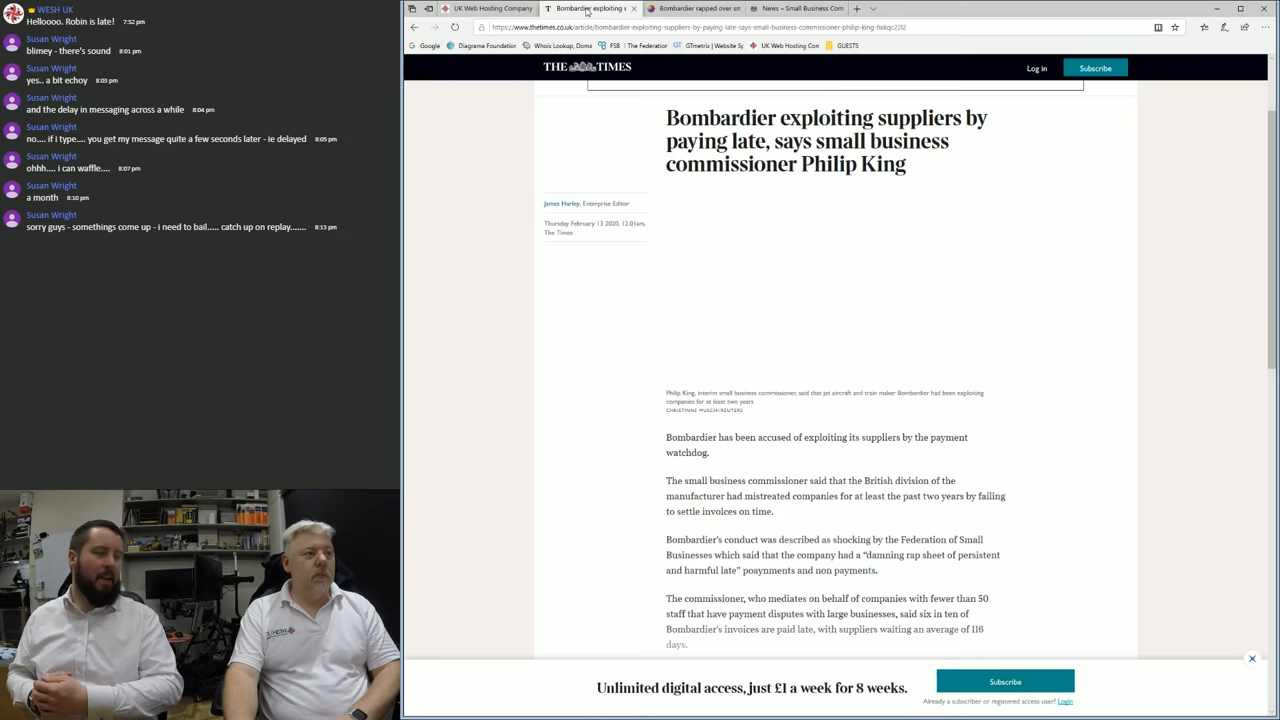 WESH UK
Helloooo. Ronan is late! 7:52 pm
Susan Wright
blimey - there's sound 8:01 pm
Susan Wright
yes.. a bit echoy 8:03 pm
Susan Wright
and the delay in messaging across a while 8:04 pm
Susan Wright
no.... if i type.... you get my message quite a few seconds later - ie delayed 8:05 pm
Susan Wright
ohhh.... i can waffle.... 8:07 pm
Susan Wright
a month 8:10 pm
Susan Wright
sorry guys - somethings come up - i need to bail..... catch up on replay....... 8:13 pm
UK Web Hosting Company
Bombardier exploiting s
Bombardier rapped over sm
News – Small Business Com
https://www.thetimes.co.uk/article/bombardier-exploiting-suppliers-by-paying-late-says-small-business-commissioner-philip-king-hxkqc22l2
Google
Diagrama Foundation
Whois Lookup, Doma
FSB | The Federation
GTmetrix | Website Sp
UK Web Hosting Com
GUESTS
THE TIMES
Log in
Subscribe
Bombardier exploiting suppliers by
paying late, says small business
commissioner Philip King
James Hurley, Enterprise Editor
Thursday February 13 2020, 12.01am,
The Times
Philip King, interim small business commissioner, said that jet aircraft and train maker Bombardier had been exploiting
companies for at least two years
CHRISTINNE MUSCHI/REUTERS
Bombardier has been accused of exploiting its suppliers by the payment
watchdog.
The small business commissioner said that the British division of the
manufacturer had mistreated companies for at least the past two years by failing
to settle invoices on time.
Bombardier's conduct was described as shocking by the Federation of Small
Businesses which said that the company had a “damning rap sheet of persistent
and harmful late” poaynments and non payments.
The commissioner, who mediates on behalf of companies with fewer than 50
staff that have payment disputes with large businesses, said six in ten of
Bombardier's invoices are paid late, with suppliers waiting an average of 116
days.
Unlimited digital access, just £1 a week for 8 weeks.
Subscribe
Already a subscriber or registered access user? Login